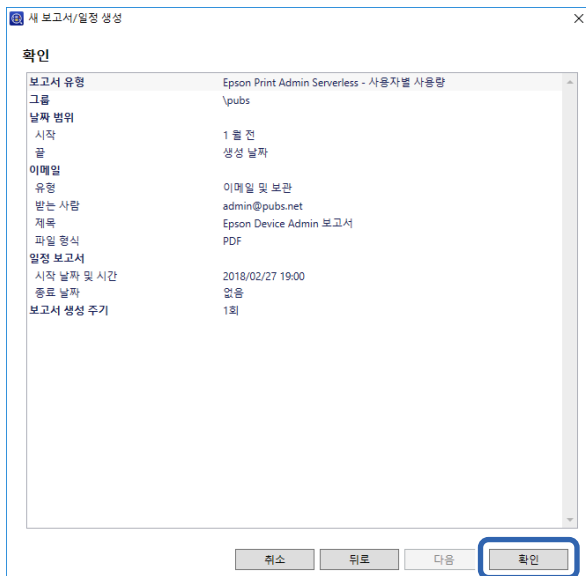 새 보고서/일정 생성
확인
보고서 유형 Epson Print Admin Serverless - 사용자별 사용량
그룹 \pubs
날짜 범위
시작 1 월 전
끝 생성 날짜
이메일
유형 이메일 및 보관
받는 사람 admin@pubs.net
제목 Epson Device Admin 보고서
파일 형식 PDF
일정 보고서
시작 날짜 및 시간 2018/02/27 19:00
종료 날짜 없음
보고서 생성 주기 1회
취소 뒤로 다음 확인